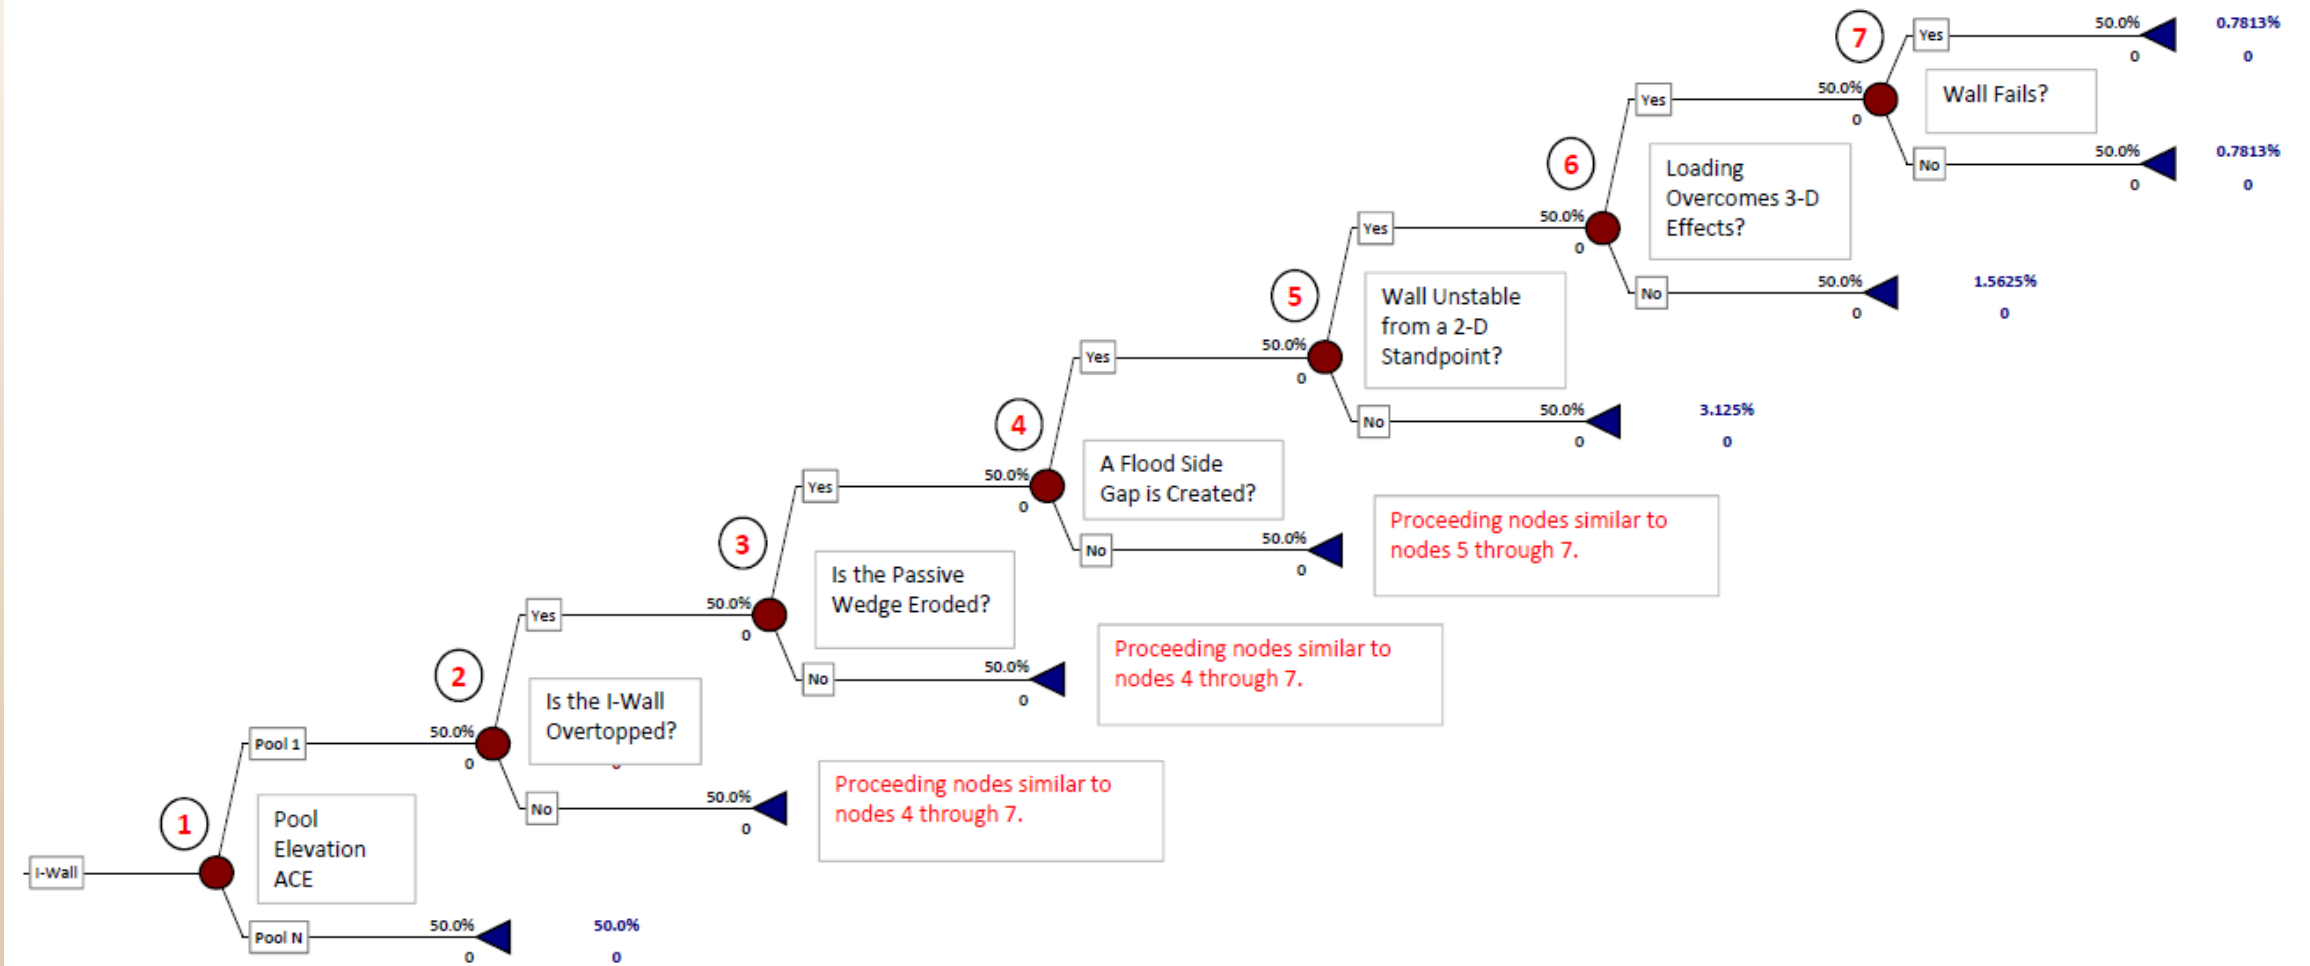 7
Yes
50.0%
0
0.7813%
0
Wall Fails?
Yes
50.0%
0
No
50.0%
0
0.7813%
0
6
Loading
Overcomes 3-D
Effects?
Yes
50.0%
0
No
50.0%
0
1.5625%
0
5
Wall Unstable
from a 2-D
Standpoint?
Yes
50.0%
0
No
50.0%
0
3.125%
0
4
A Flood Side
Gap is Created?
Yes
50.0%
0
No
50.0%
0
Proceeding nodes similar to
nodes 5 through 7.
3
Is the Passive
Wedge Eroded?
Yes
50.0%
0
No
50.0%
0
Proceeding nodes similar to
nodes 4 through 7.
2
Is the I-Wall
Overtopped?
Pool 1
50.0%
0
No
50.0%
0
Proceeding nodes similar to
nodes 4 through 7.
1
Pool
Elevation
ACE
I-Wall
Pool N
50.0%
0
50.0%
0